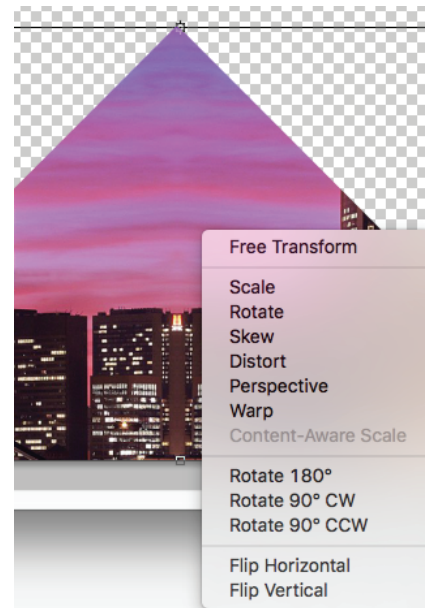 Free Transform
Scale
Rotate
Skew
Distort
Perspective
Warp
Content-Aware Scale
Rotate 180°
Rotate 90° CW
Rotate 90° CCW
Flip Horizontal
Flip Vertical